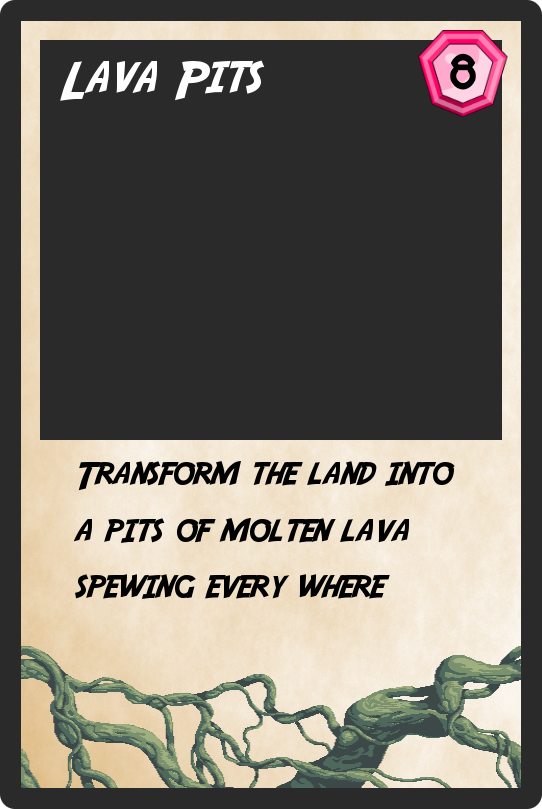 Lava Pits
8
Transform the land into
a pits of molten lava
spewing every where